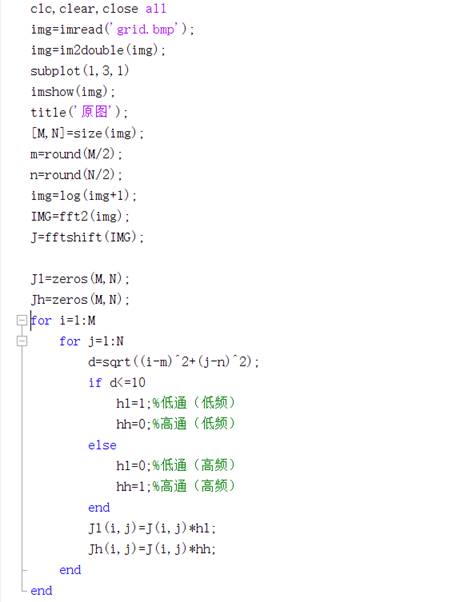 clc,clear,close all
img=imread('grid.bmp');
img=im2double(img);
subplot(1,3,1)
imshow(img);
title('原图');
[M,N]=size(img);
m=round(M/2);
n=round(N/2);
img=log(img+1);
IMG=fft2(img);
J=fftshift(IMG);
Jl=zeros(M,N);
Jh=zeros(M,N);
for i=1:M
    for j=1:N
        d=sqrt((i-m)^2+(j-n)^2);
        if d<=10
            hl=1;%低通（低频）
            hh=0;%高通（低频）
        else
            hl=0;%低通（高频）
            hh=1;%高通（高频）
        end
        Jl(i,j)=J(i,j)*hl;
        Jh(i,j)=J(i,j)*hh;
    end
end